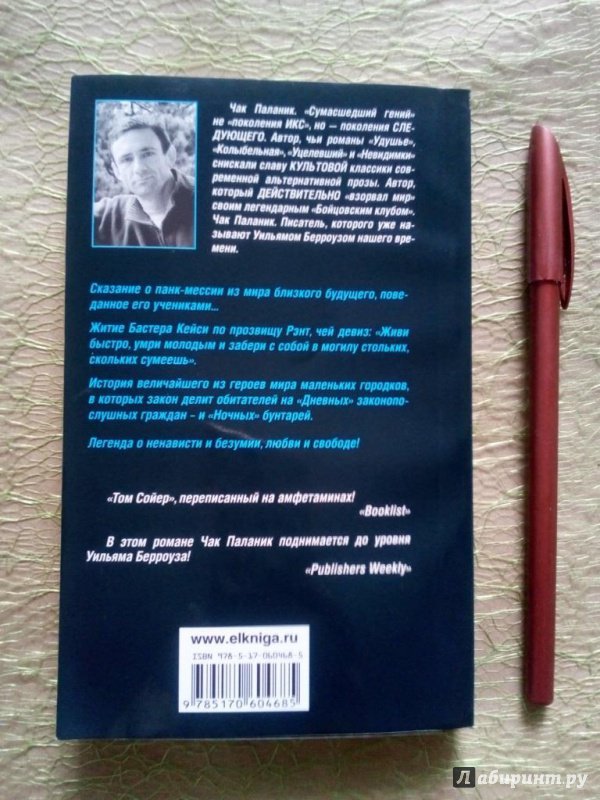 Чак Паланик. «Сумасшедший гений»
не «поколения ИКС», но – поколения СЛЕ-
ДУЮЩЕГО. Автор, чьи романы «Удушье»,
«Колыбельная», «Уцелевший» и «Невидимки»
снискали славу КУЛЬТОВОЙ классики сов-
ременной альтернативной прозы. Автор,
который ДЕЙСТВИТЕЛЬНО «взорвал мир»
своим легендарным «Бойцовским клубом».
Чак Паланик. Писатель, которого уже на-
зывают Уильямом Берроузом нашего вре-
мени.
Сказание о панк-мессии из мира близкого будущего, пове-
данное его учениками...
Житие Бастера Кейси по прозвищу Рэнт, чей девиз: «Живи
быстро, умри молодым и забери с собой в могилу стольких,
скольких сумеешь».
История величайшего из героев мира маленьких городков,
в которых закон делит обитателей на «Дневных» законопо-
слушных граждан – и «Ночных» бунтарей.
Легенда о ненависти и безумии, любви и свободе!
«Том Сойер», переписанный на амфетаминах!
«Booklist»
В этом романе Чак Паланик поднимается до уровня
Уильяма Берроуза!
«Publishers Weekly»
www.elkniga.ru
ISBN 978-5-17-060468-5
9 785170 604685
Лабиринт.ру